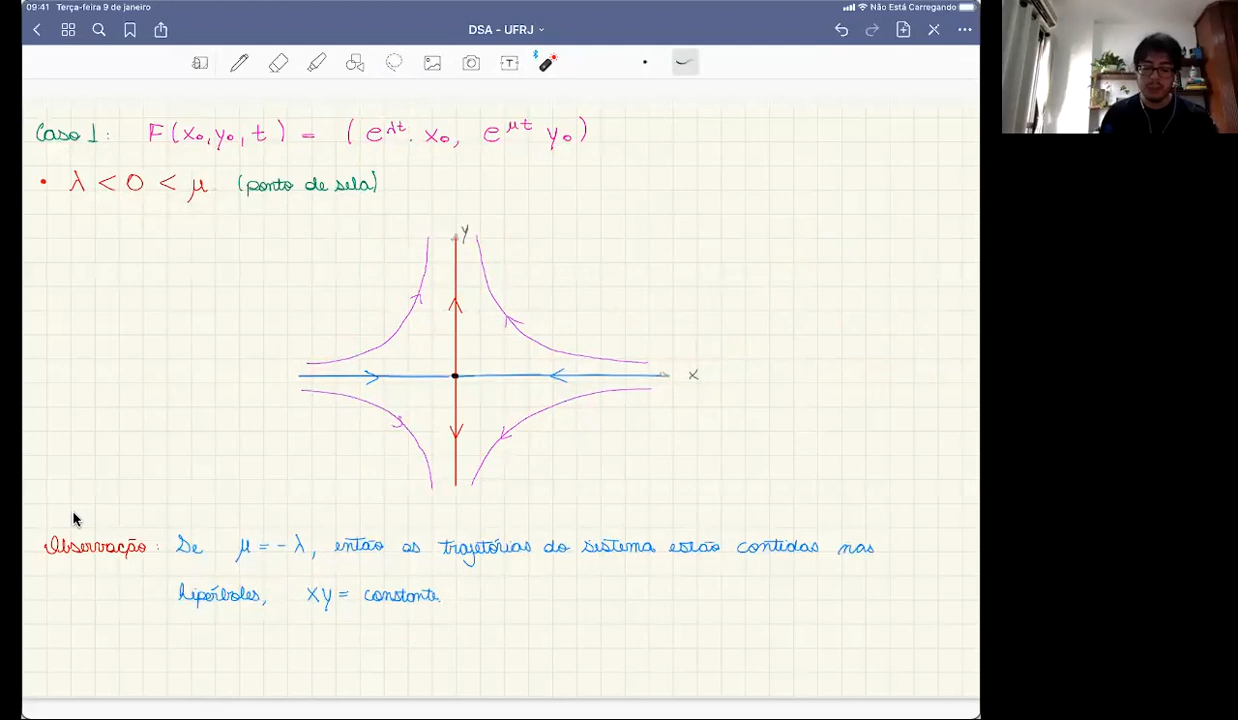 09:41 Terça-feira 9 de janeiro
Não Está Carregando
DSA - UFRJ
Caso 1: F(x₀, y₀, t) = (e^{λt}. x₀, e^{μt} y₀)
• λ < 0 < μ (ponto de sela)
y
x
Observação: Se μ = - λ, então as trajetórias do sistema estão contidas nas
hipérboles, xy = constante.